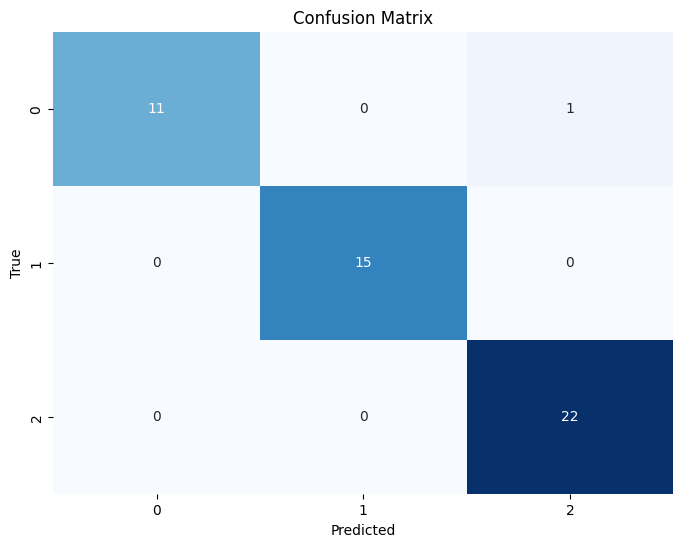 Confusion Matrix
0 11 0 1
True 1 0 15 0
2 0 0 22
0 1 2
Predicted